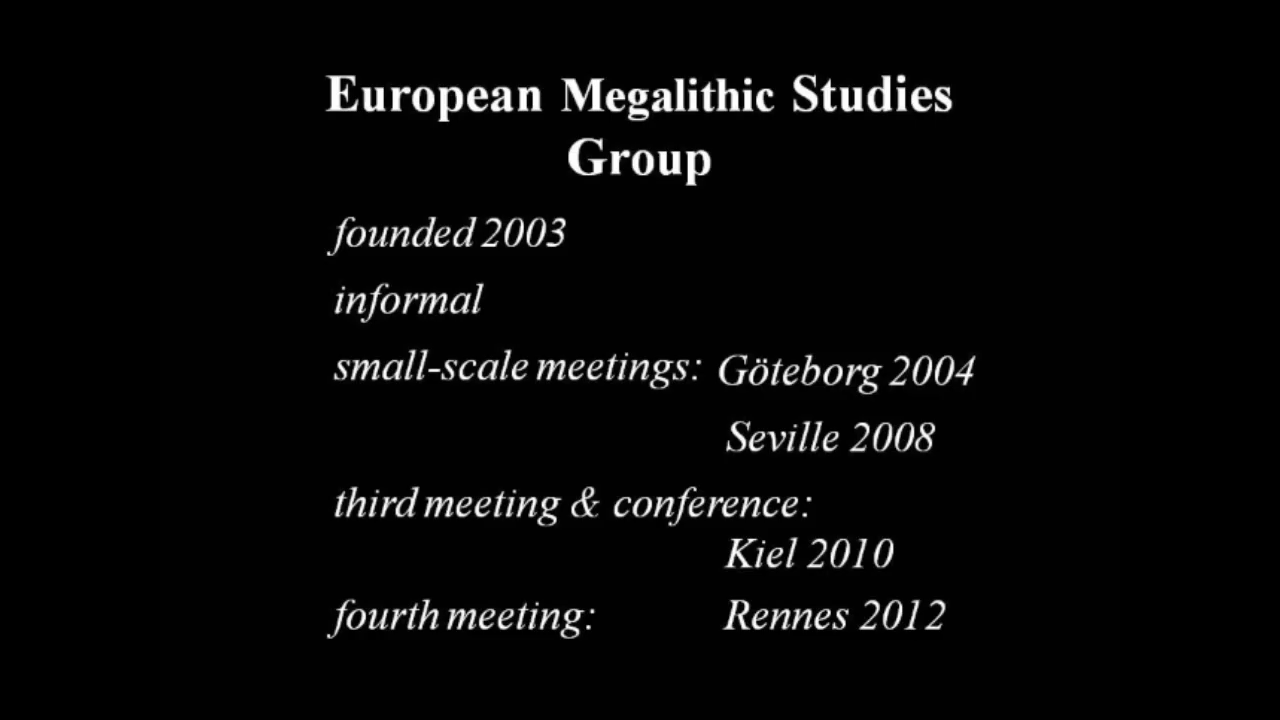 European Megalithic Studies
Group
founded 2003
informal
small-scale meetings: Göteborg 2004
Seville 2008
third meeting & conference:
Kiel 2010
fourth meeting: Rennes 2012